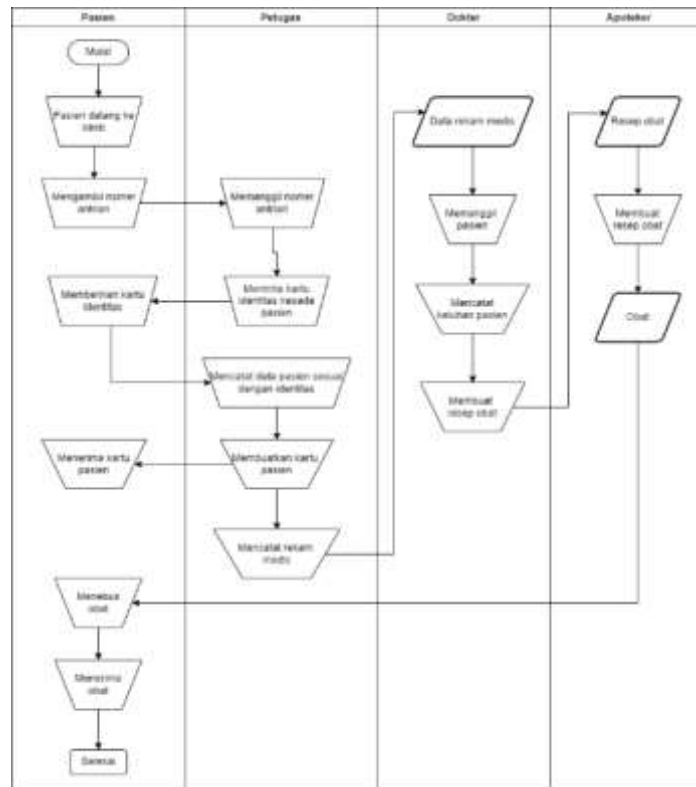 Pasien
Petugas
Dokter
Apoteker
Mulai
Pasien datang ke
klinik
Mengambil nomer
antrian
Memanggil nomer
antrian
Meminta kartu
identitas kepada
pasien
Memberikan kartu
identitas
Mencatat data pasien sesuai
dengan identitas
Membuatkan kartu
pasien
Menerima kartu
pasien
Mencatat rekam
medis
Data rekam medis
Memanggil
pasien
Mencatat
keluhan pasien
Membuat
resep obat
Resep obat
Membuat
resep obat
Obat
Menebus
obat
Menerima
obat
Selesai